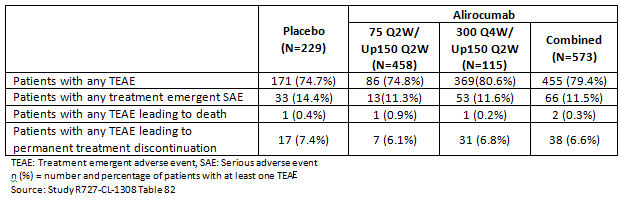 Alirocumab
Placebo (N=229) 75 Q2W/ Up150 Q2W (N=458) 300 Q4W/ Up150 Q2W (N=115) Combined (N=573)
Patients with any TEAE 171 (74.7%) 86 (74.8%) 369(80.6%) 455 (79.4%)
Patients with any treatment emergent SAE 33 (14.4%) 13(11.3%) 53 (11.6%) 66 (11.5%)
Patients with any TEAE leading to death 1 (0.4%) 1 (0.9%) 1 (0.2%) 2 (0.3%)
Patients with any TEAE leading to
permanent treatment discontinuation 17 (7.4%) 7 (6.1%) 31 (6.8%) 38 (6.6%)
TEAE: Treatment emergent adverse event, SAE: Serious adverse event
n (%) = number and percentage of patients with at least one TEAE
Source: Study R727-CL-1308 Table 82